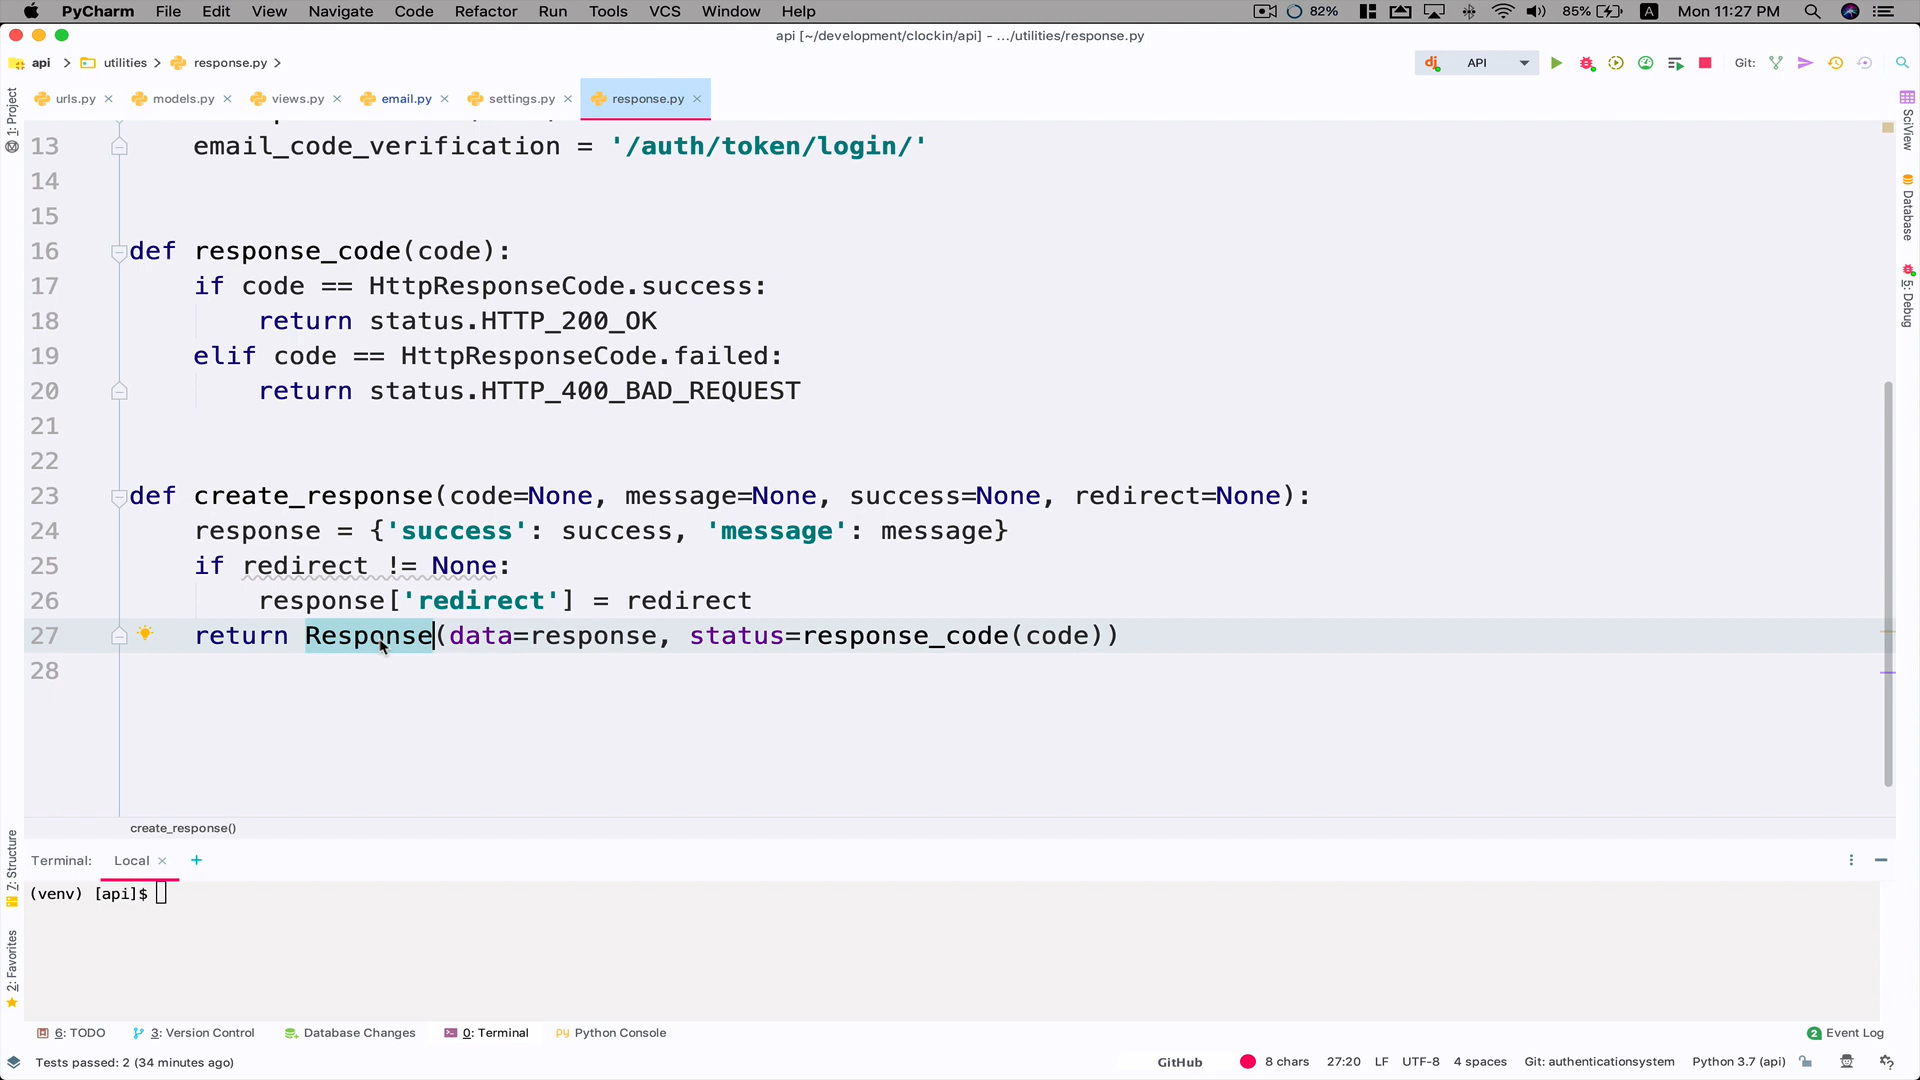 PyCharm File Edit View Navigate Code Refactor Run Tools VCS Window Help 82% 85% A Mon 11:27 PM
api [~/development/clockin/api] - .../utilities/response.py
api utilities response.py dj API Git:
urls.py models.py views.py email.py settings.py response.py
1: Project
SciView
Database
5: Debug
13 email_code_verification = '/auth/token/login/'
14
15
16 def response_code(code):
17 if code == HttpResponseCode.success:
18 return status.HTTP_200_OK
19 elif code == HttpResponseCode.failed:
20 return status.HTTP_400_BAD_REQUEST
21
22
23 def create_response(code=None, message=None, success=None, redirect=None):
24 response = {'success': success, 'message': message}
25 if redirect != None:
26 response['redirect'] = redirect
27 return Response(data=response, status=response_code(code))
28
create_response()
7: Structure
2: Favorites
Terminal: Local +
(venv) [api]$
6: TODO 3: Version Control Database Changes 0: Terminal Python Console 2 Event Log
Tests passed: 2 (34 minutes ago) GitHub 8 chars 27:20 LF UTF-8 4 spaces Git: authenticationsystem Python 3.7 (api)